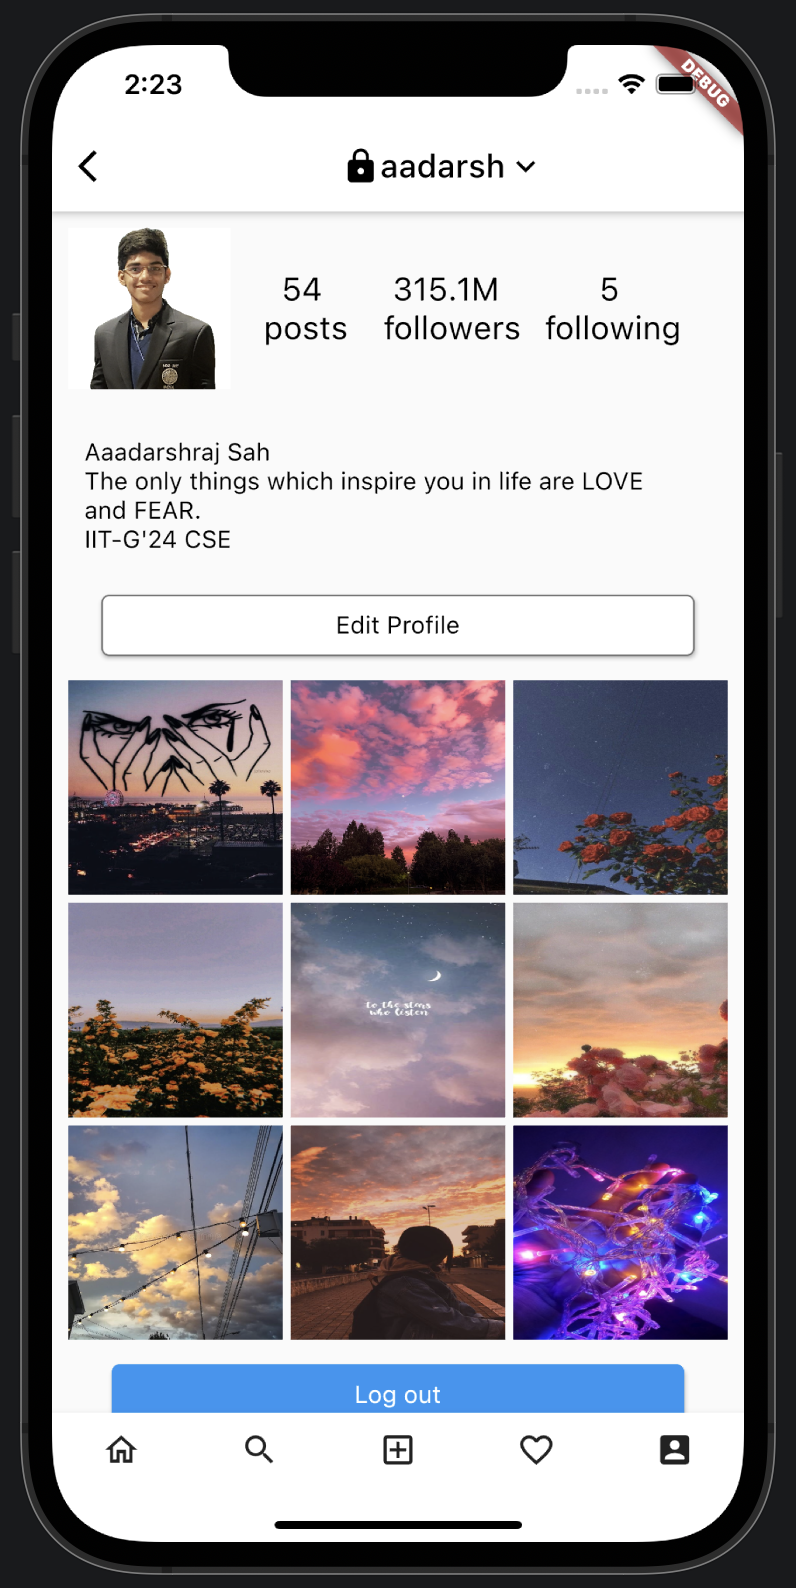 2:23
DEBUG
aadarsh
54
posts
315.1M
followers
5
following
Aaadarshraj Sah
The only things which inspire you in life are LOVE
and FEAR.
IIT-G'24 CSE
Edit Profile
to the stars
who listen
Log out